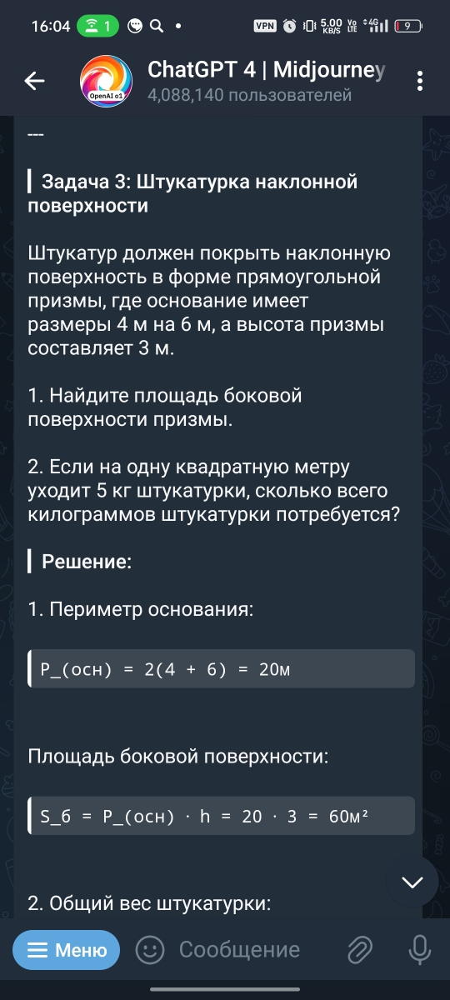 16:04 1 VPN 5.00 KB/S Vo LTE 4G 9
ChatGPT 4 | Midjourney
OpenAI o1
4,088,140 пользователей
---
Задача 3: Штукатурка наклонной
поверхности
Штукатур должен покрыть наклонную
поверхность в форме прямоугольной
призмы, где основание имеет
размеры 4 м на 6 м, а высота призмы
составляет 3 м.
1. Найдите площадь боковой
поверхности призмы.
2. Если на одну квадратную метру
уходит 5 кг штукатурки, сколько всего
килограммов штукатурки потребуется?
Решение:
1. Периметр основания:
P_(осн) = 2(4 + 6) = 20м
Площадь боковой поверхности:
S_б = P_(осн) · h = 20 · 3 = 60м²
2. Общий вес штукатурки:
Меню
Сообщение